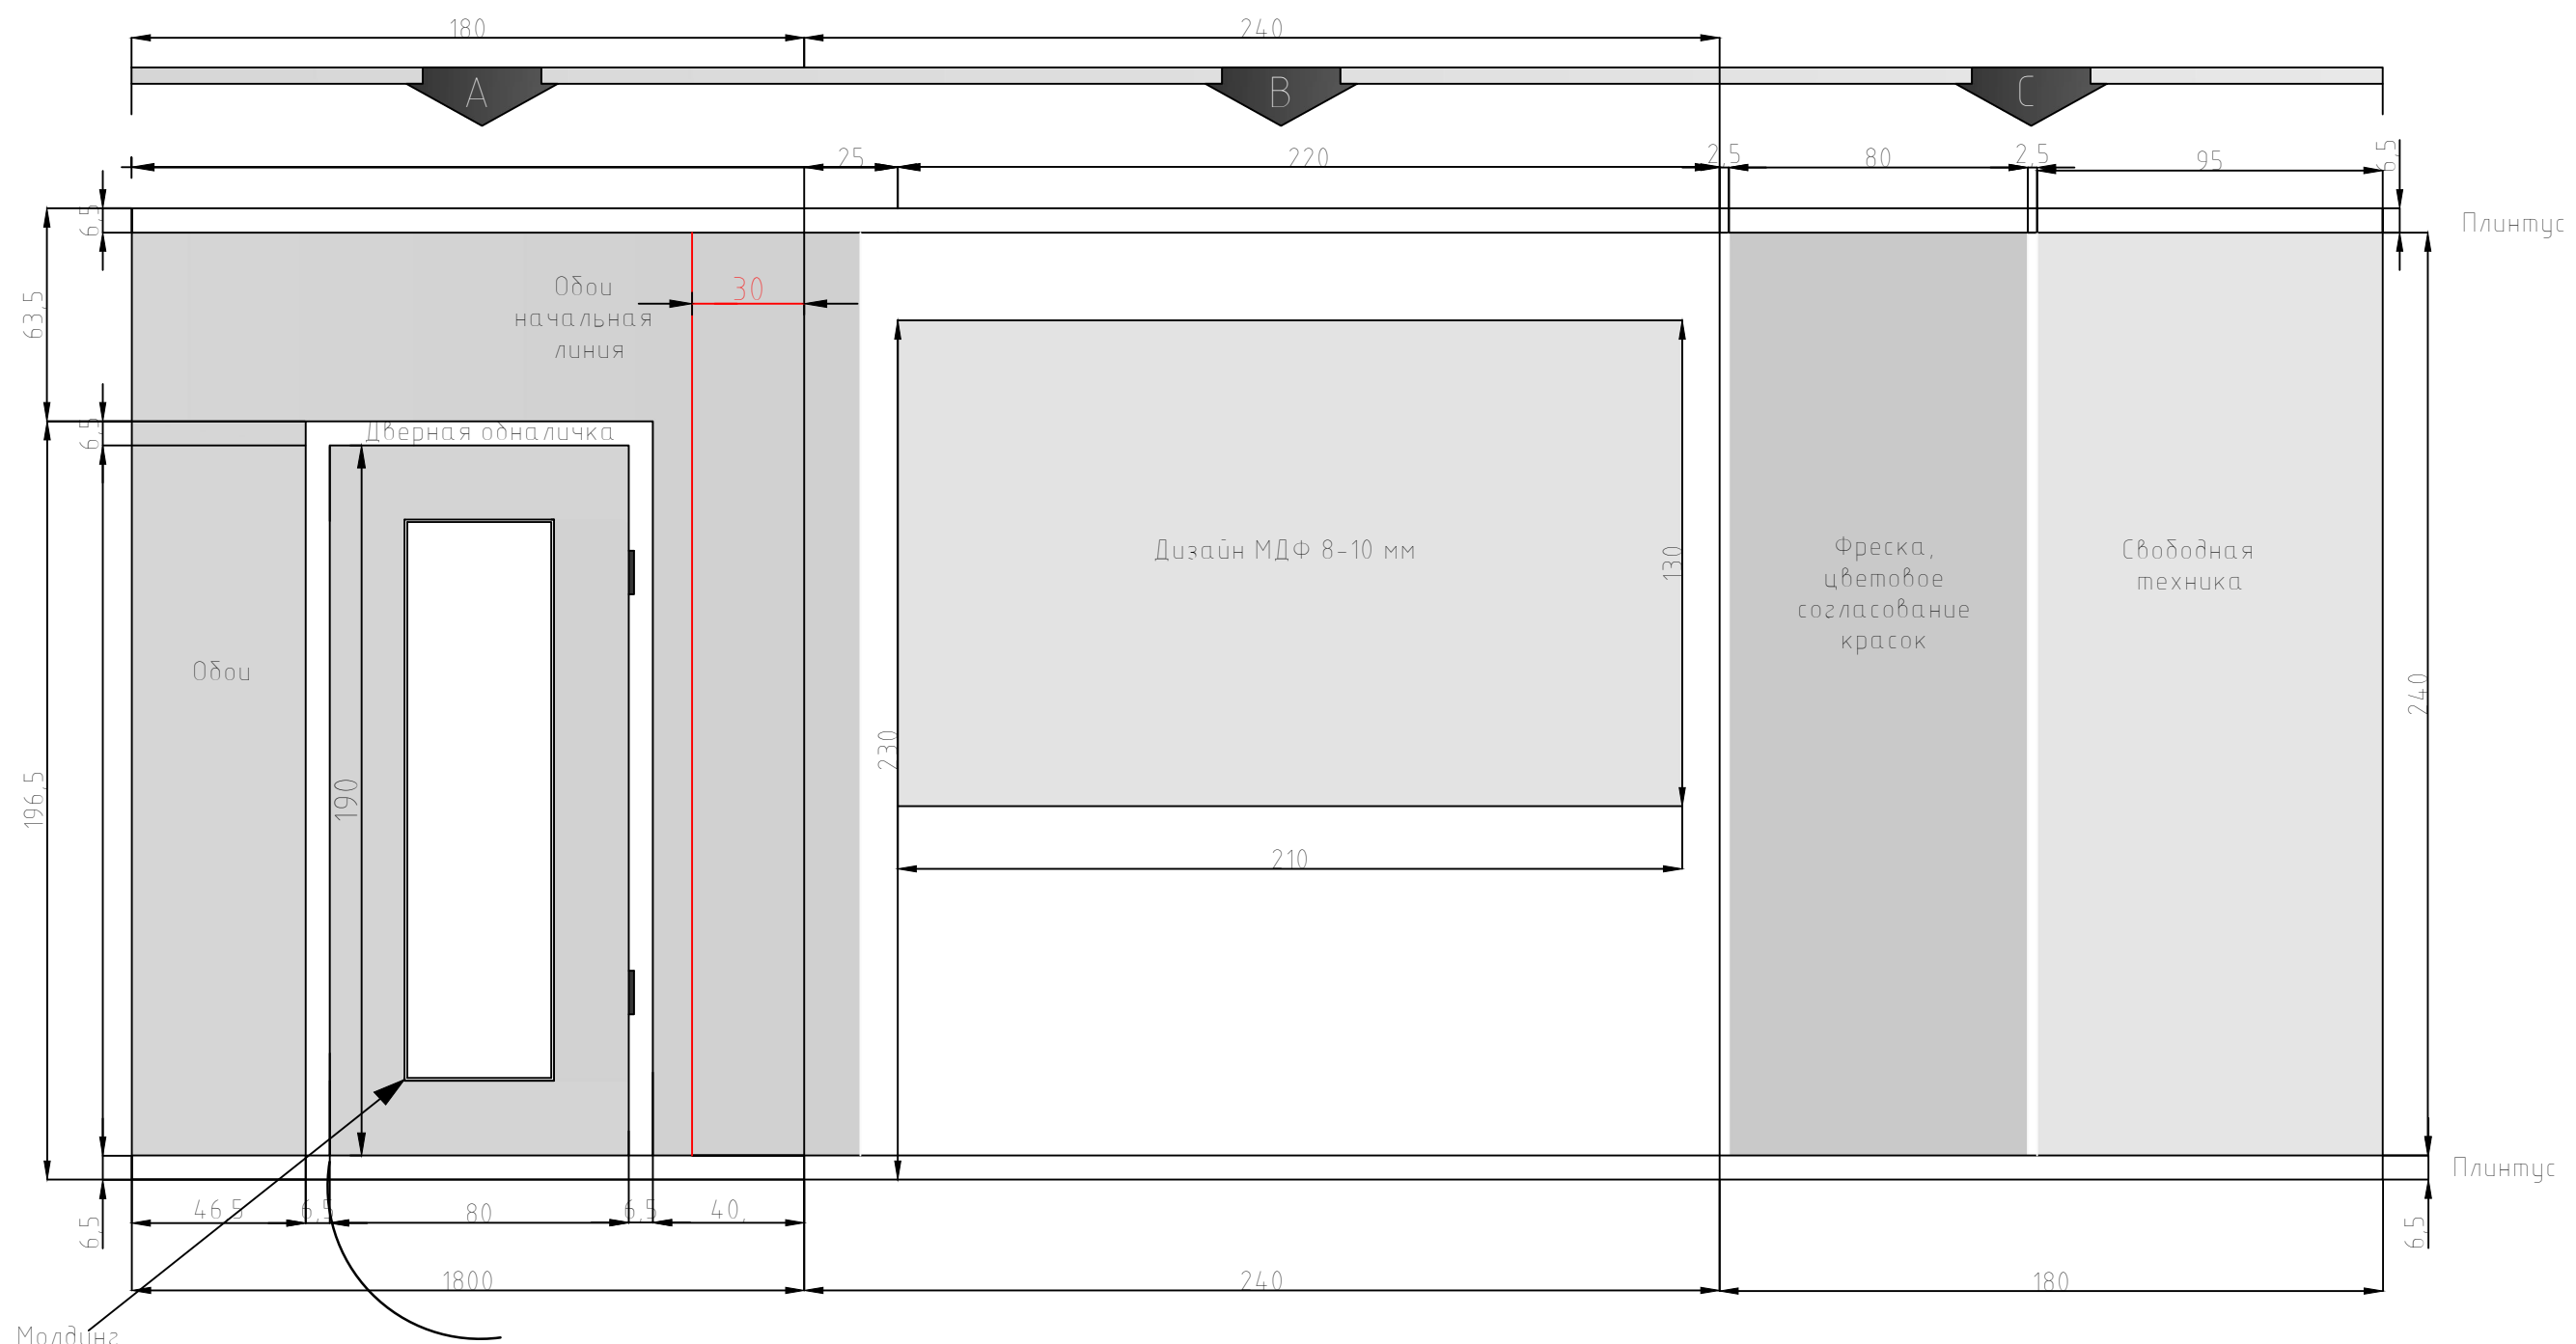 180
240
A
B
C
25
220
2,5
80
2,5
95
6,5
6,5
Плинтус
Обои
начальная
линия
30
63,5
6,5
Дверная обналичка
Дизайн МДФ 8-10 мм
130
Фреска,
цветовое
согласование
красок
Свободная
техника
Обои
240
230
190
196,5
210
Плинтус
46,5
6,5
80
6,5
40,
6,5
6,5
1800
240
180
Молдинг